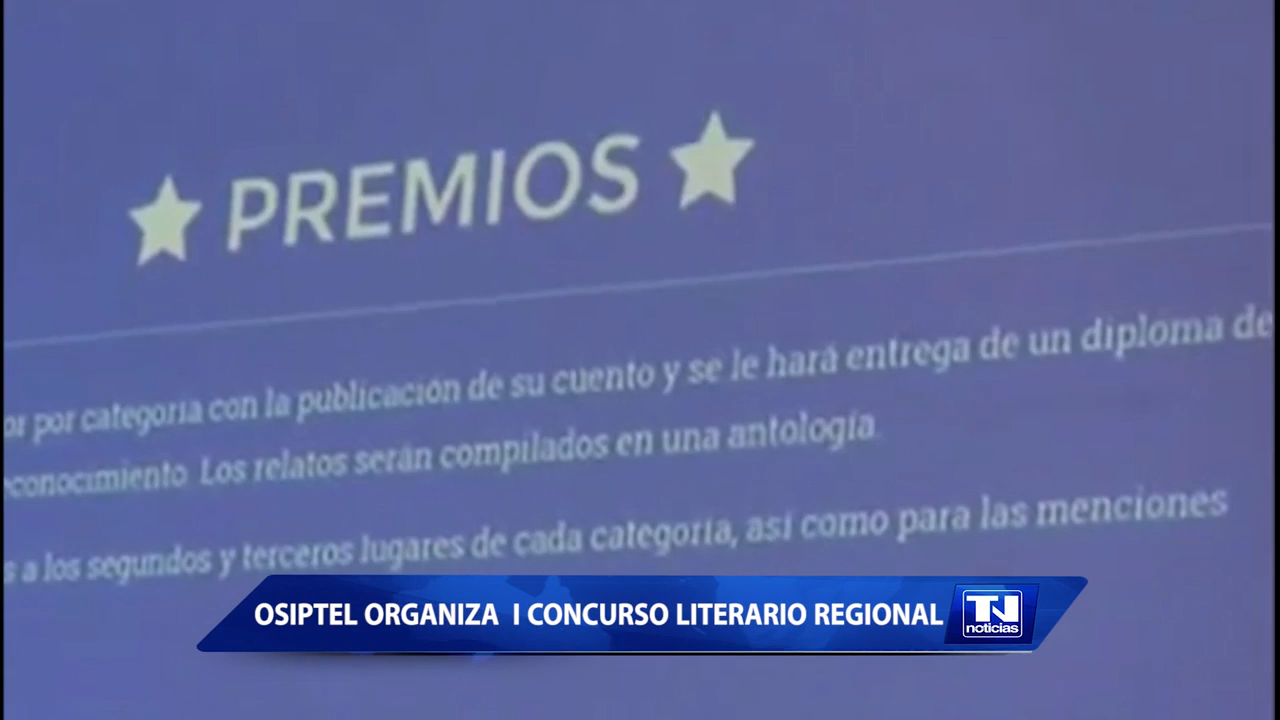 PREMIOS
or por categoría con la publicación de su cuento y se le hará entrega de un diploma de
conocimiento. Los relatos serán compilados en una antología.
s a los segundos y terceros lugares de cada categoría, así como para las menciones
OSIPTEL ORGANIZA I CONCURSO LITERARIO REGIONAL
TN
noticias